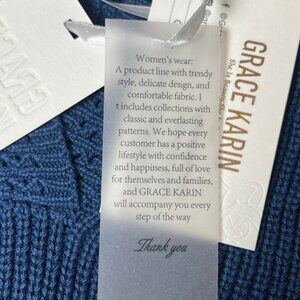 Women's wear:
A product line with trendy
style, delicate design, and
comfortable fabric. I
t includes collections with
classic and everlasting
patterns. We hope every
customer has a positive
lifestyle with confidence
and happiness, full of love
for themselves and families,
and GRACE KARIN
will accompany you every
step of the way
Thank you
GRACE KARIN